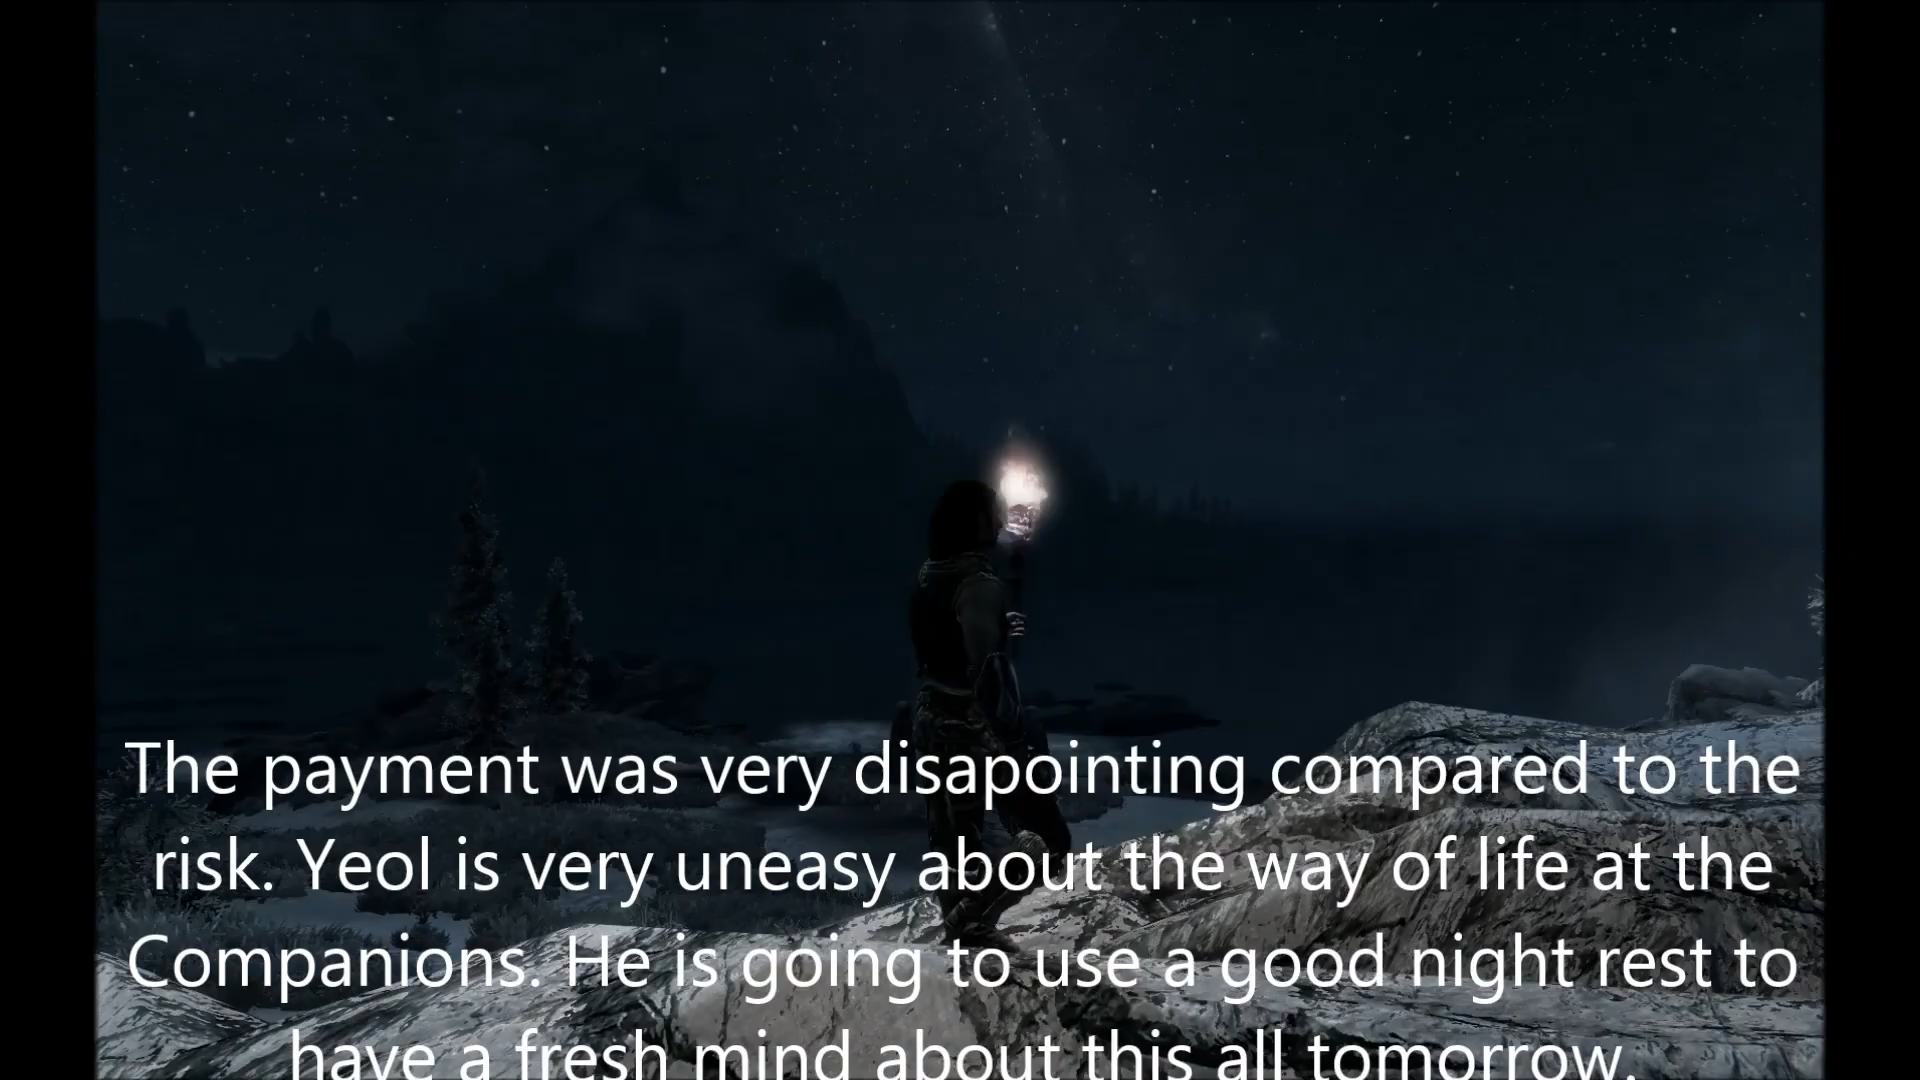 The payment was very disapointing compared to the
risk. Yeol is very uneasy about the way of life at the
Companions. He is going to use a good night rest to
have a fresh mind about this all tomorrow.